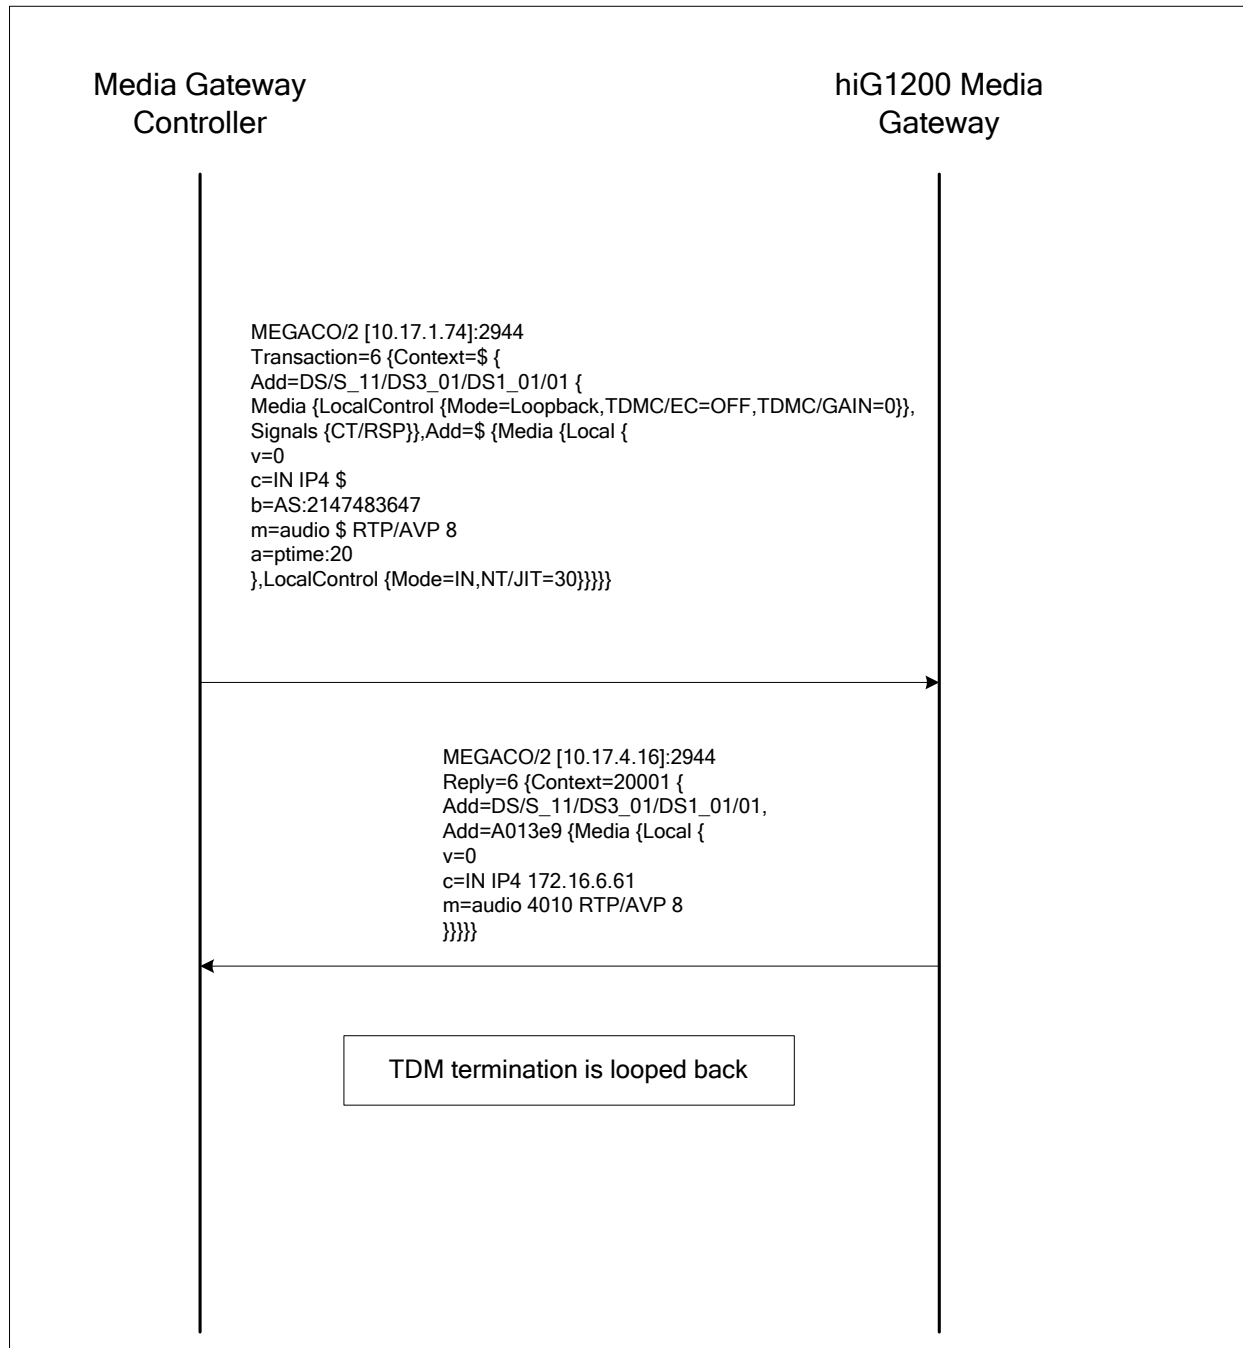 Media Gateway
Controller
hiG1200 Media
Gateway
MEGACO/2 [10.17.1.74]:2944
Transaction=6 {Context=$ {
Add=DS/S_11/DS3_01/DS1_01/01 {
Media {LocalControl {Mode=Loopback,TDMC/EC=OFF,TDMC/GAIN=0}},
Signals {CT/RSP}},Add=$ {Media {Local {
v=0
c=IN IP4 $
b=AS:2147483647
m=audio $ RTP/AVP 8
a=ptime:20
},LocalControl {Mode=IN,NT/JIT=30}}}}}
MEGACO/2 [10.17.4.16]:2944
Reply=6 {Context=20001 {
Add=DS/S_11/DS3_01/DS1_01/01,
Add=A013e9 {Media {Local {
v=0
c=IN IP4 172.16.6.61
m=audio 4010 RTP/AVP 8
}}}}}
TDM termination is looped back